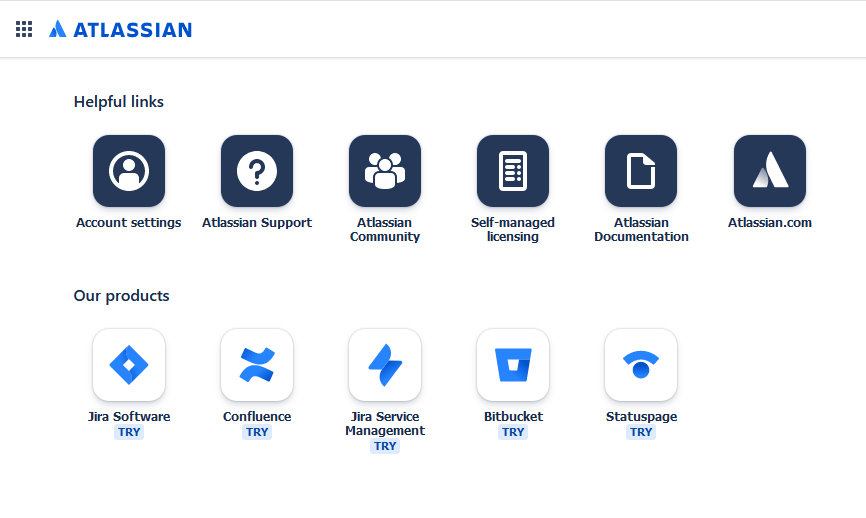 ATLASSIAN
Helpful links
Account settings
Atlassian Support
Atlassian
Community
Self-managed
licensing
Atlassian
Documentation
Atlassian.com
Our products
Jira Software
TRY
Confluence
TRY
Jira Service
Management
TRY
Bitbucket
TRY
Statuspage
TRY